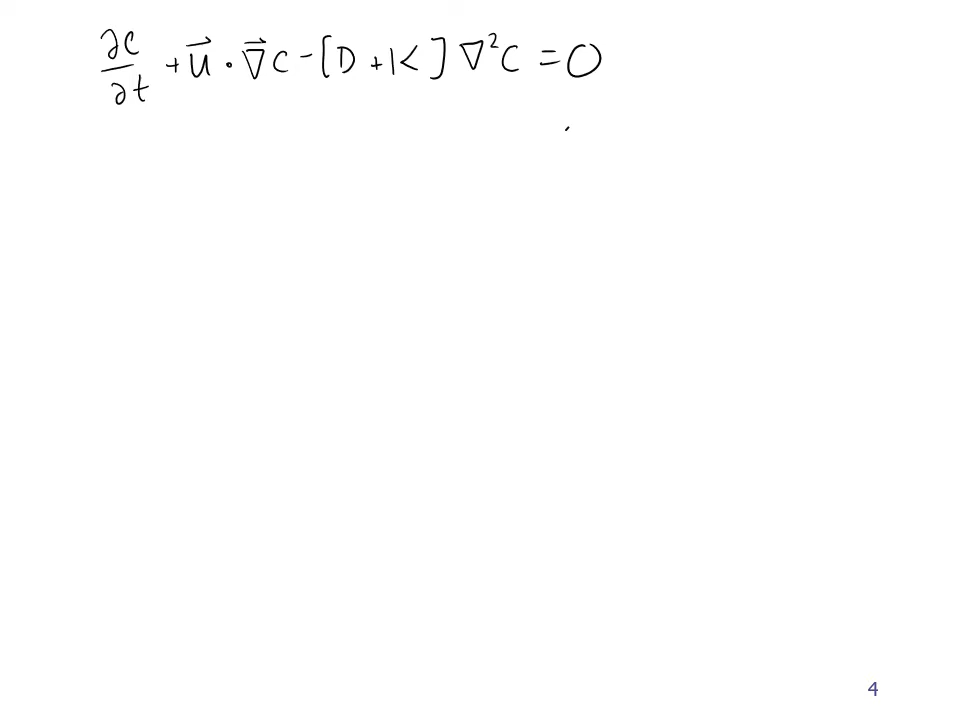 ∂C/∂t + u⃗ · ∇⃗C - [D + K] ∇²C = 0
4